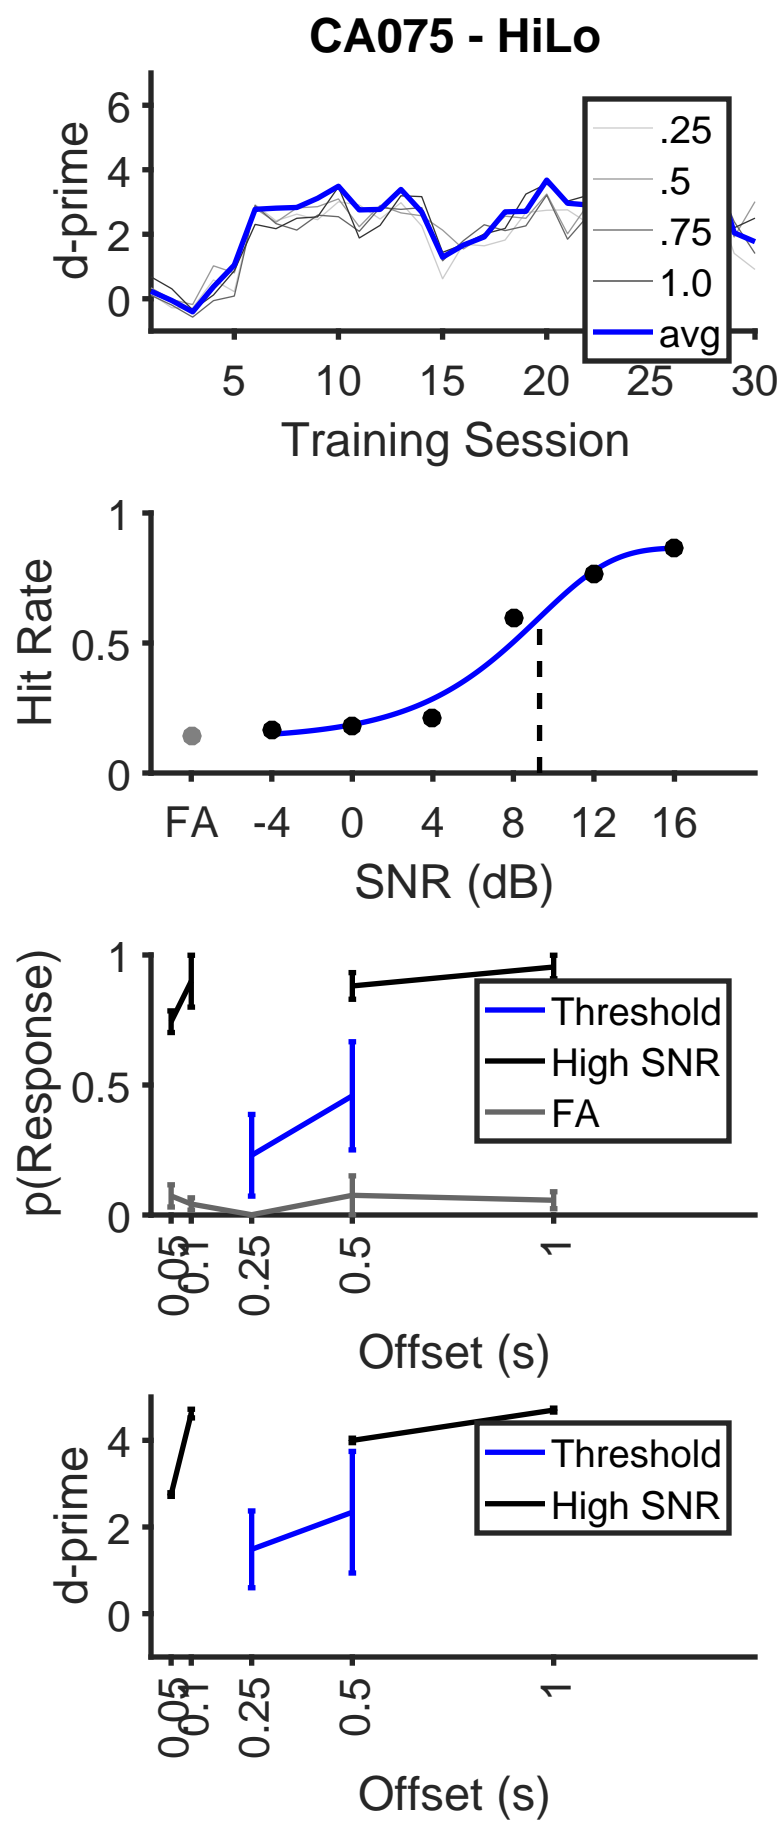 CA075 - HiLo
d-prime
6
4
2
0
.25
.5
.75
1.0
avg
5 10 15 20 25 30
Training Session
Hit Rate
1
0.5
0
FA -4 0 4 8 12 16
SNR (dB)
p(Response)
1
0.5
0
Threshold
High SNR
FA
0.05 0.1 0.25 0.5 1
Offset (s)
d-prime
4
2
0
Threshold
High SNR
0.05 0.1 0.25 0.5 1
Offset (s)